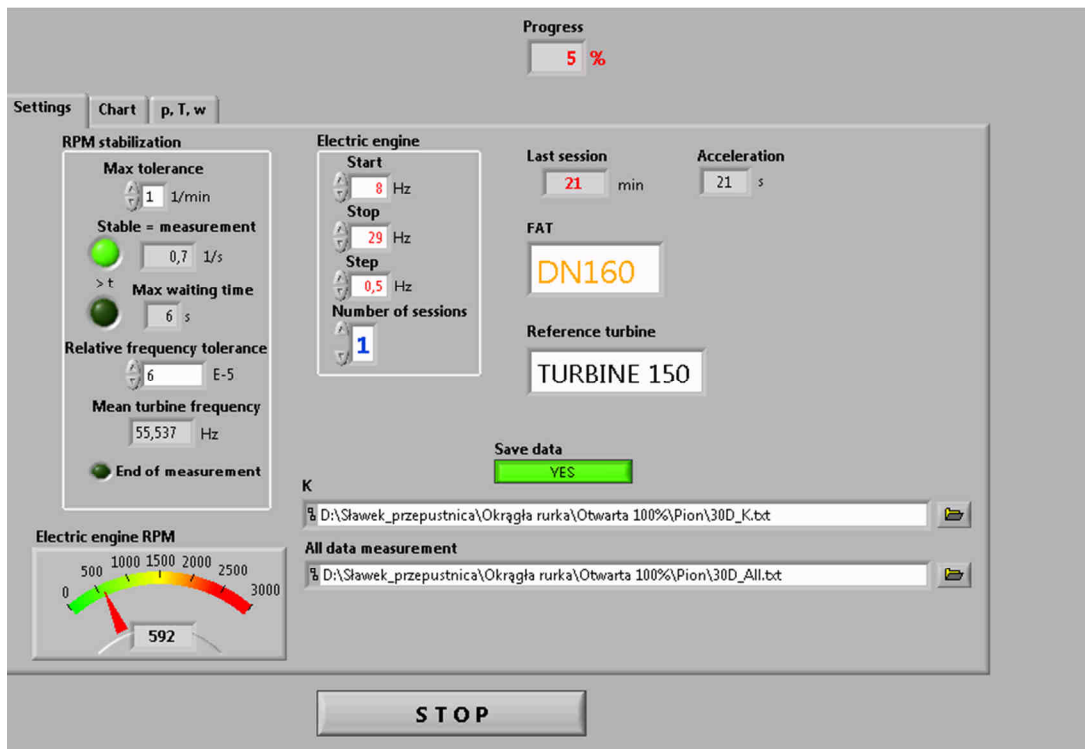 Progress
5 %
Settings Chart p, T, w
RPM stabilization
Max tolerance
1 1/min
Stable = measurement
0,7 1/s
> t
Max waiting time
6 s
Relative frequency tolerance
6 E-5
Mean turbine frequency
55,537 Hz
End of measurement
Electric engine
Start
8 Hz
Stop
29 Hz
Step
0,5 Hz
Number of sessions
1
Last session
21 min
Acceleration
21 s
FAT
DN160
Reference turbine
TURBINE 150
Save data
YES
K
D:\Sławek_przepustnica\Okrągła rurka\Otwarta 100%\Pion\30D_K.txt
All data measurement
D:\Sławek_przepustnica\Okrągła rurka\Otwarta 100%\Pion\30D_All.txt
Electric engine RPM
0 500 1000 1500 2000 2500 3000
592
STOP